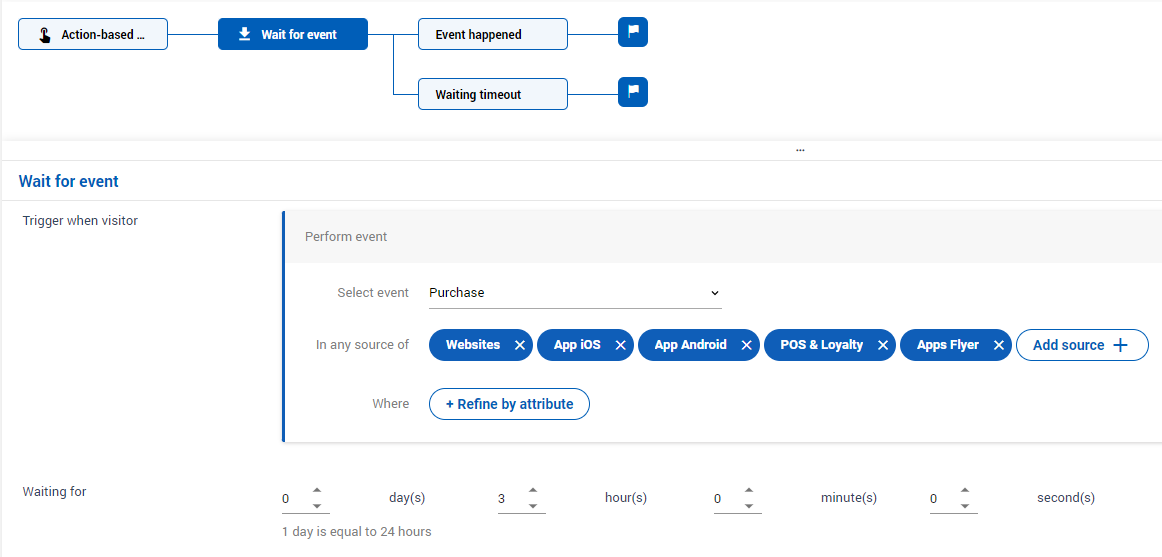 Action-based ...
Wait for event
Event happened
Waiting timeout
...
Wait for event
Trigger when visitor
Perform event
Select event Purchase
In any source of Websites App iOS App Android POS & Loyalty Apps Flyer Add source +
Where + Refine by attribute
Waiting for 0 day(s) 3 hour(s) 0 minute(s) 0 second(s)
1 day is equal to 24 hours